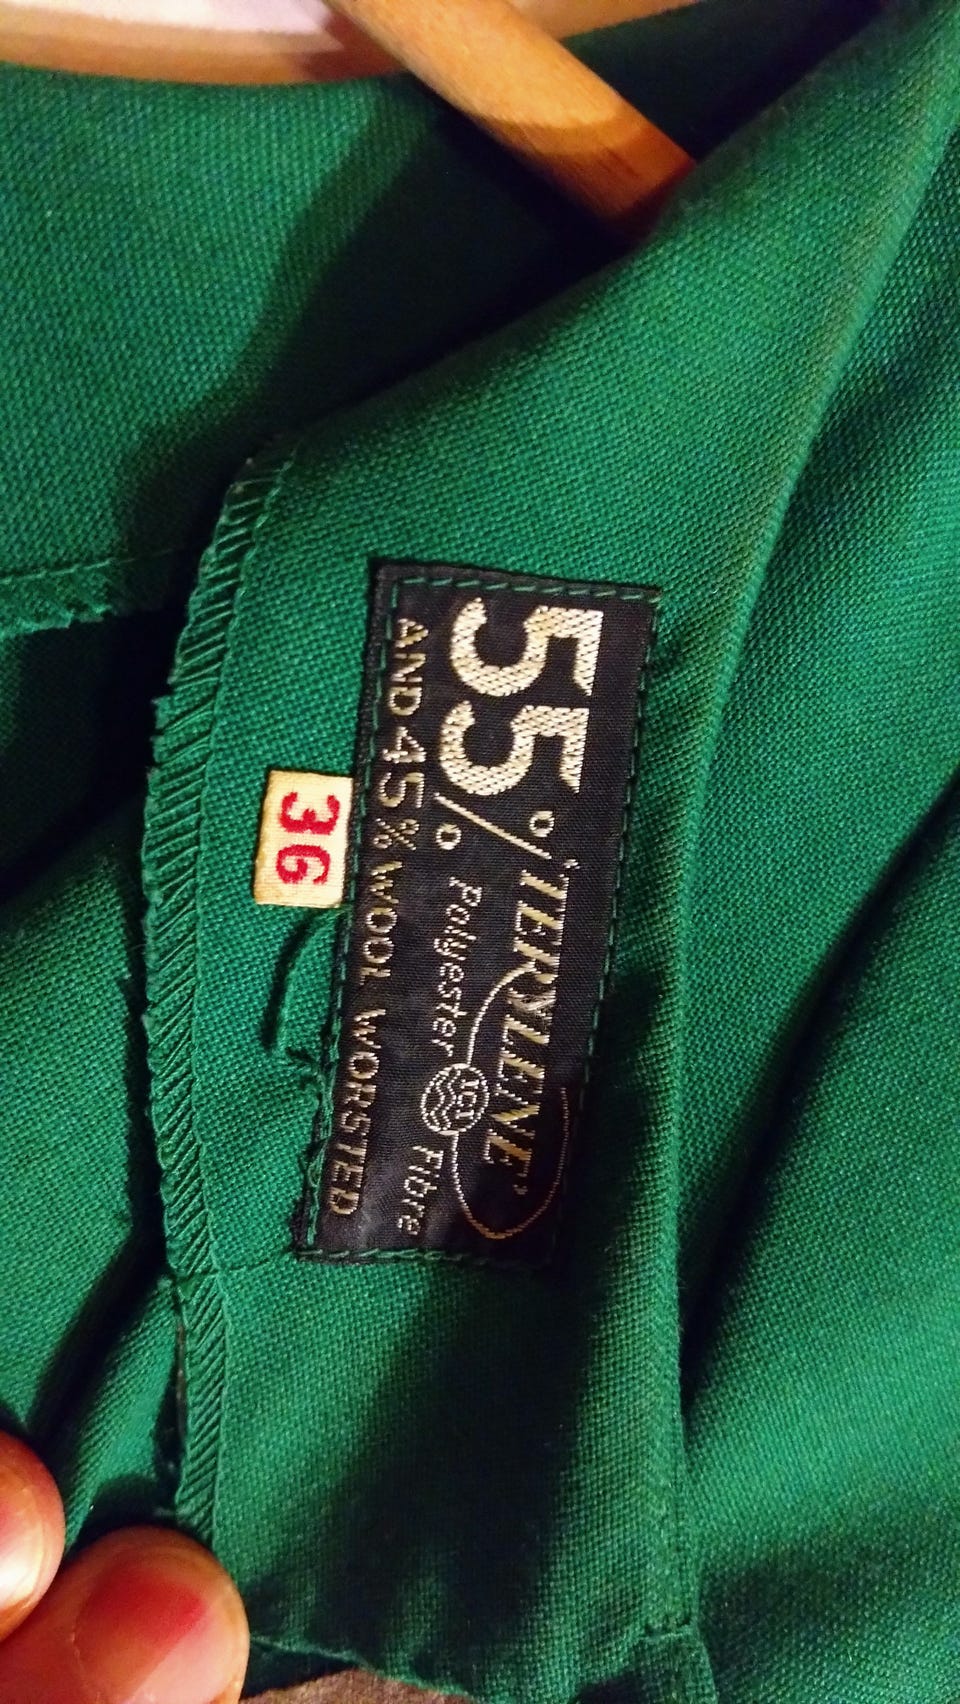 55% 'TERYLENE'
Polyester ICI Fibre
AND 45% WOOL WORSTED
36